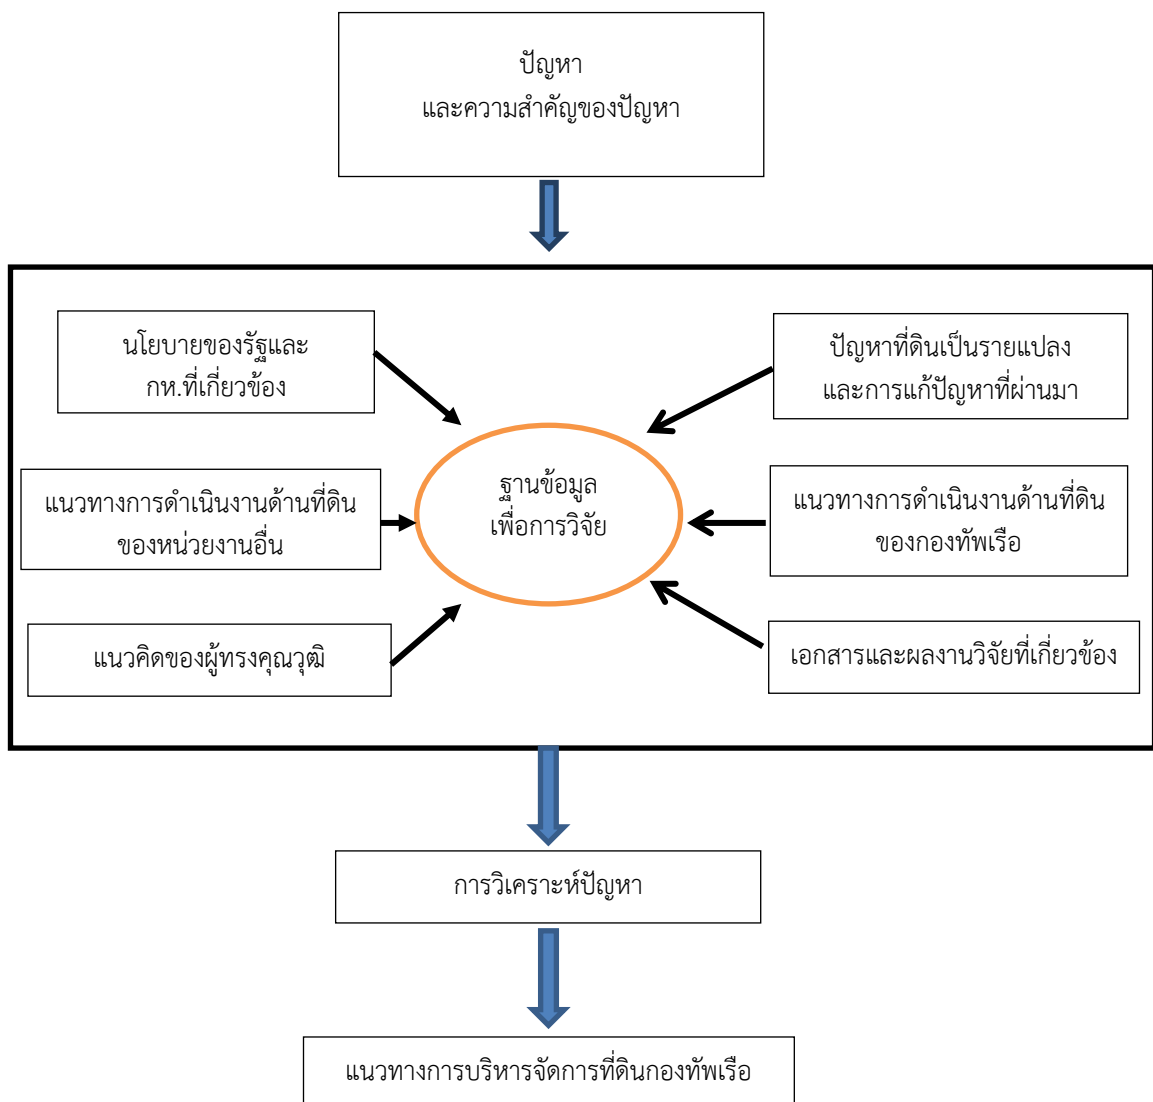 ปัญหา
และความสำคัญของปัญหา
นโยบายของรัฐและ
กห.ที่เกี่ยวข้อง
ปัญหาที่ดินเป็นรายแปลง
และการแก้ปัญหาที่ผ่านมา
ฐานข้อมูล
เพื่อการวิจัย
แนวทางการดำเนินงานด้านที่ดิน
ของหน่วยงานอื่น
แนวทางการดำเนินงานด้านที่ดิน
ของกองทัพเรือ
แนวคิดของผู้ทรงคุณวุฒิ
เอกสารและผลงานวิจัยที่เกี่ยวข้อง
การวิเคราะห์ปัญหา
แนวทางการบริหารจัดการที่ดินกองทัพเรือ